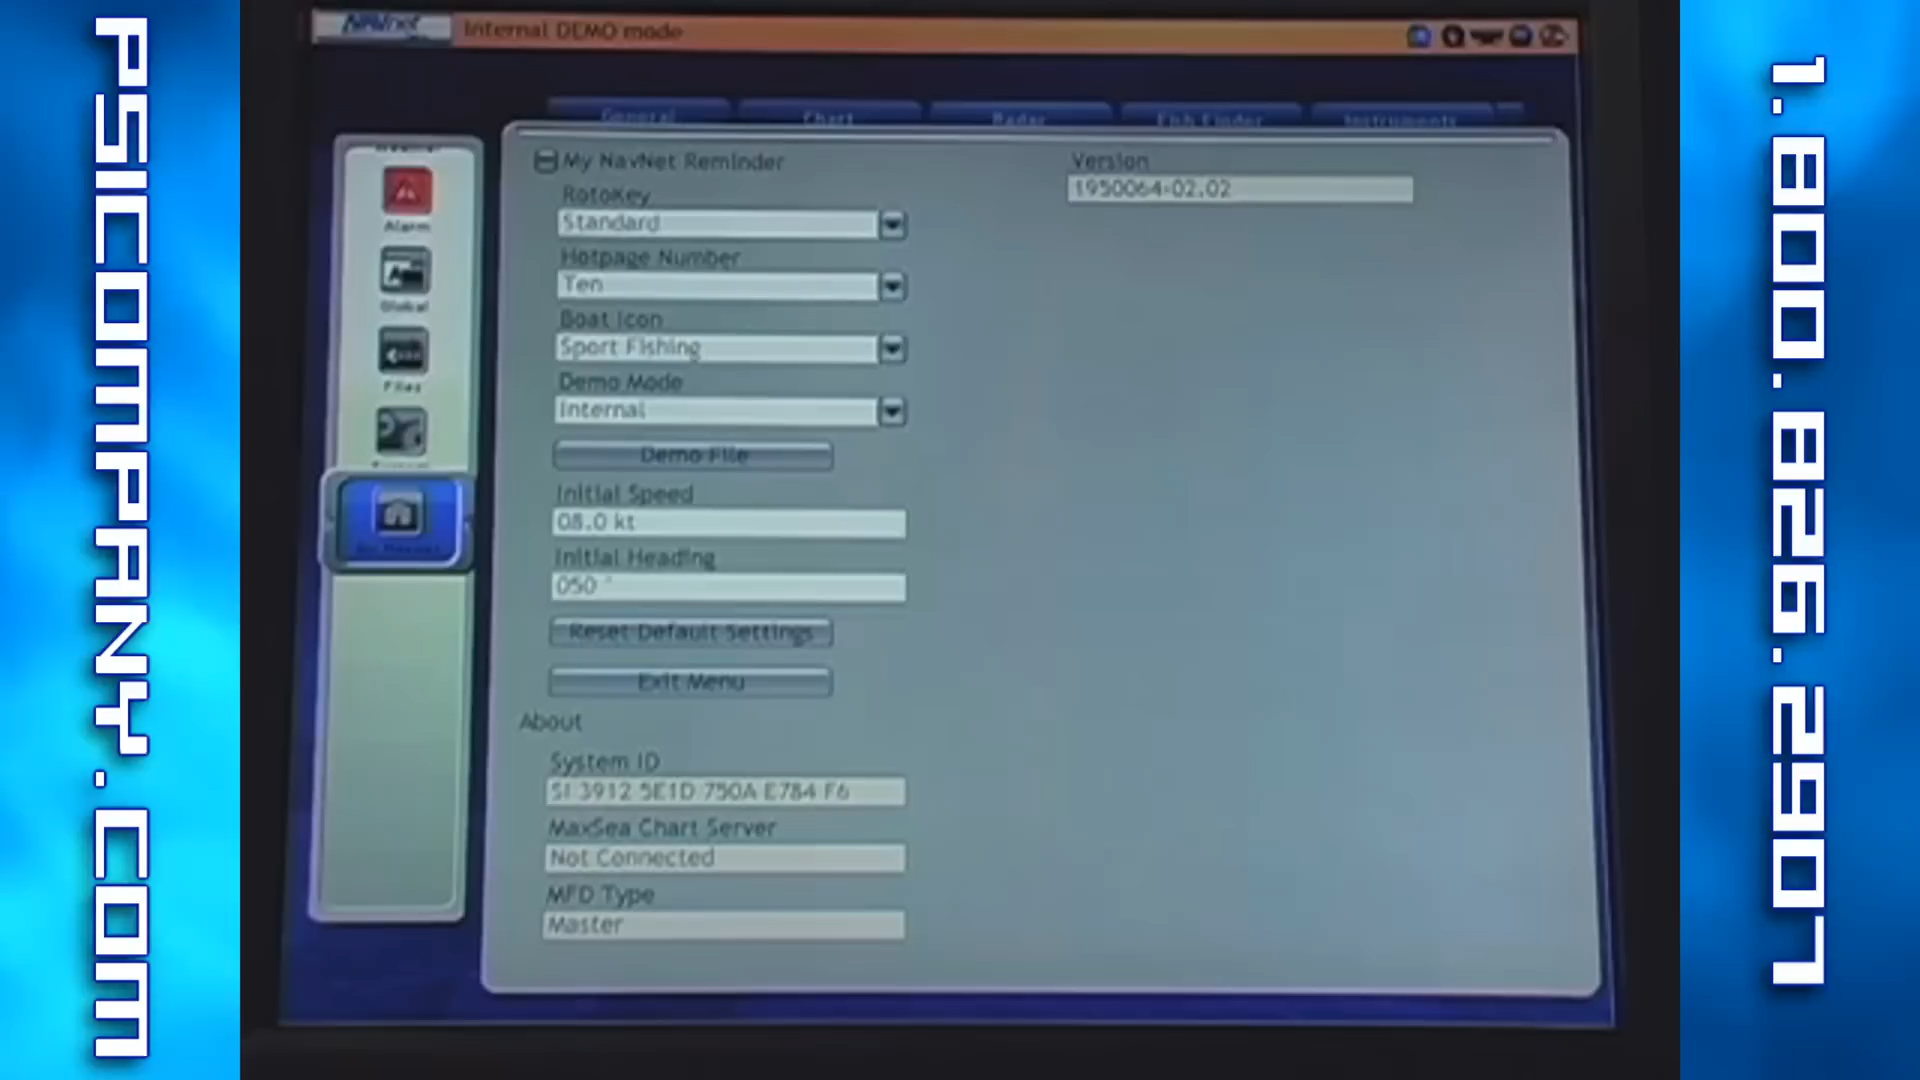 PSICOMPANY.COM
NAVnet
Internal DEMO mode
General
Chart
Radar
Fish Finder
Instruments
Alarm
Global
Files
My NavNet Reminder
RotoKey
Standard
Hotpage Number
Ten
Boat Icon
Sport Fishing
Demo Mode
Internal
Demo File
Initial Speed
08.0 kt
Initial Heading
050 °
Reset Default Settings
Exit Menu
About
System ID
SI 3912 5E1D 750A E784 F6
MaxSea Chart Server
Not Connected
MFD Type
Master
Version
1950064-02.02
1.800.826.2907